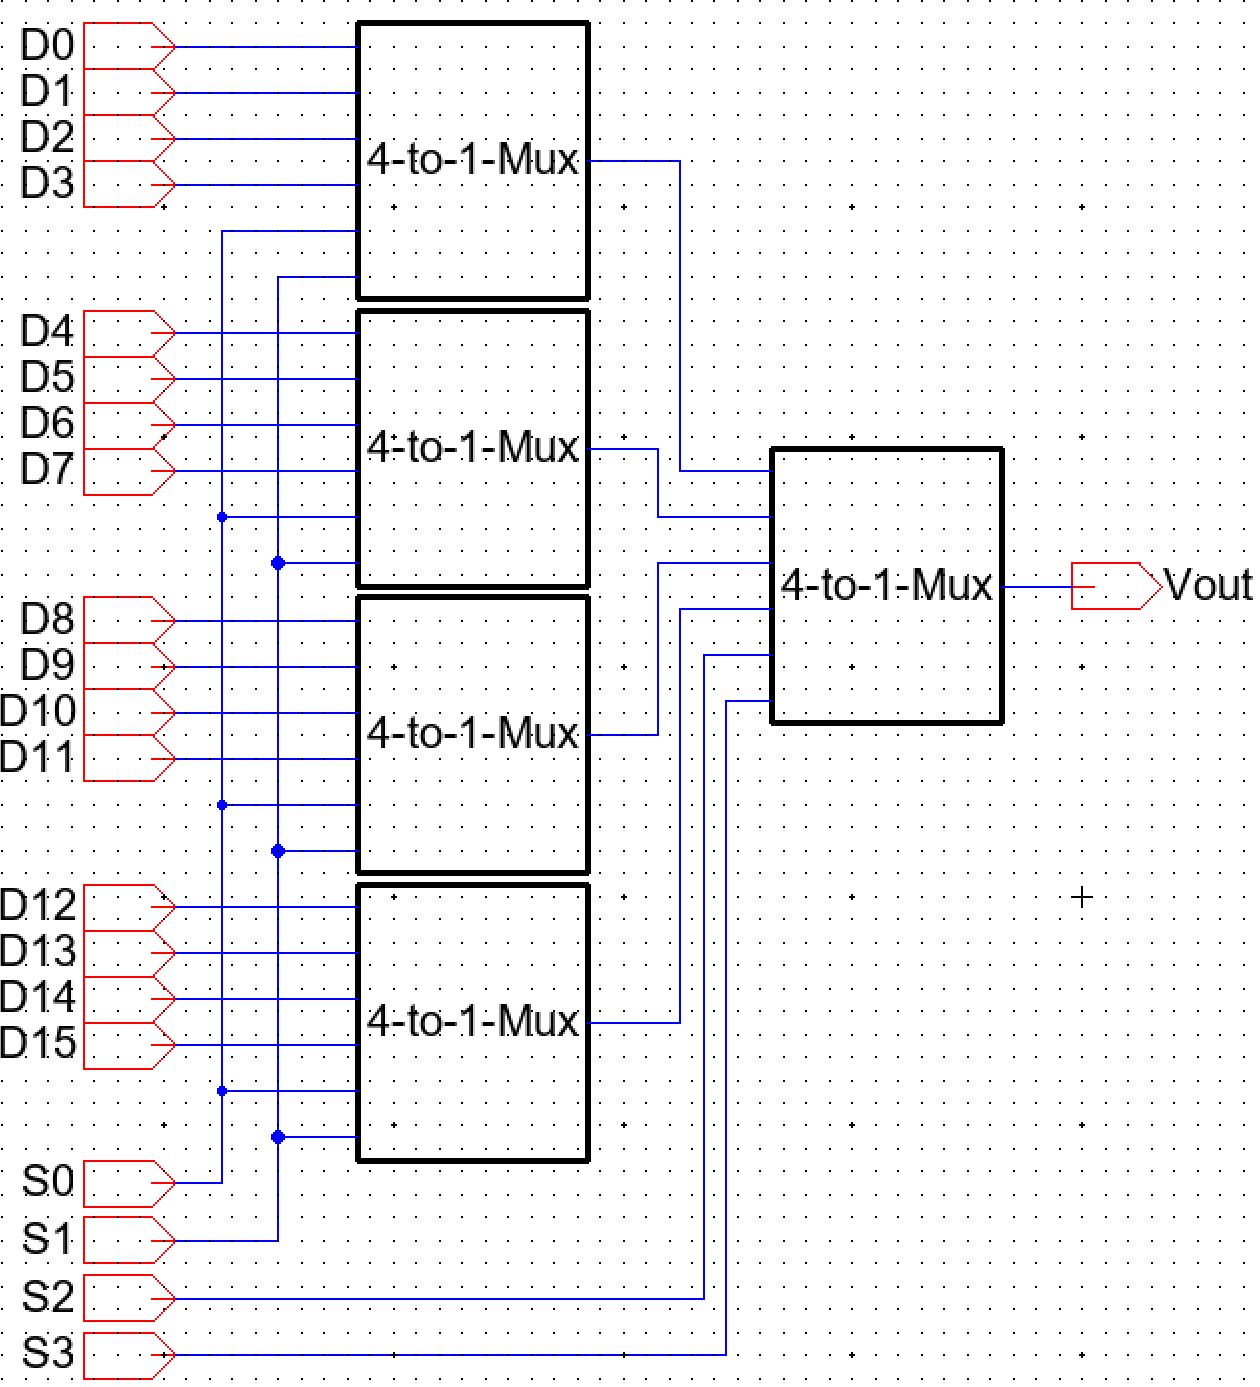 D0
D1
D2
D3
4-to-1-Mux
D4
D5
D6
D7
4-to-1-Mux
D8
D9
D10
D11
4-to-1-Mux
D12
D13
D14
D15
4-to-1-Mux
S0
S1
S2
S3
4-to-1-Mux
Vout